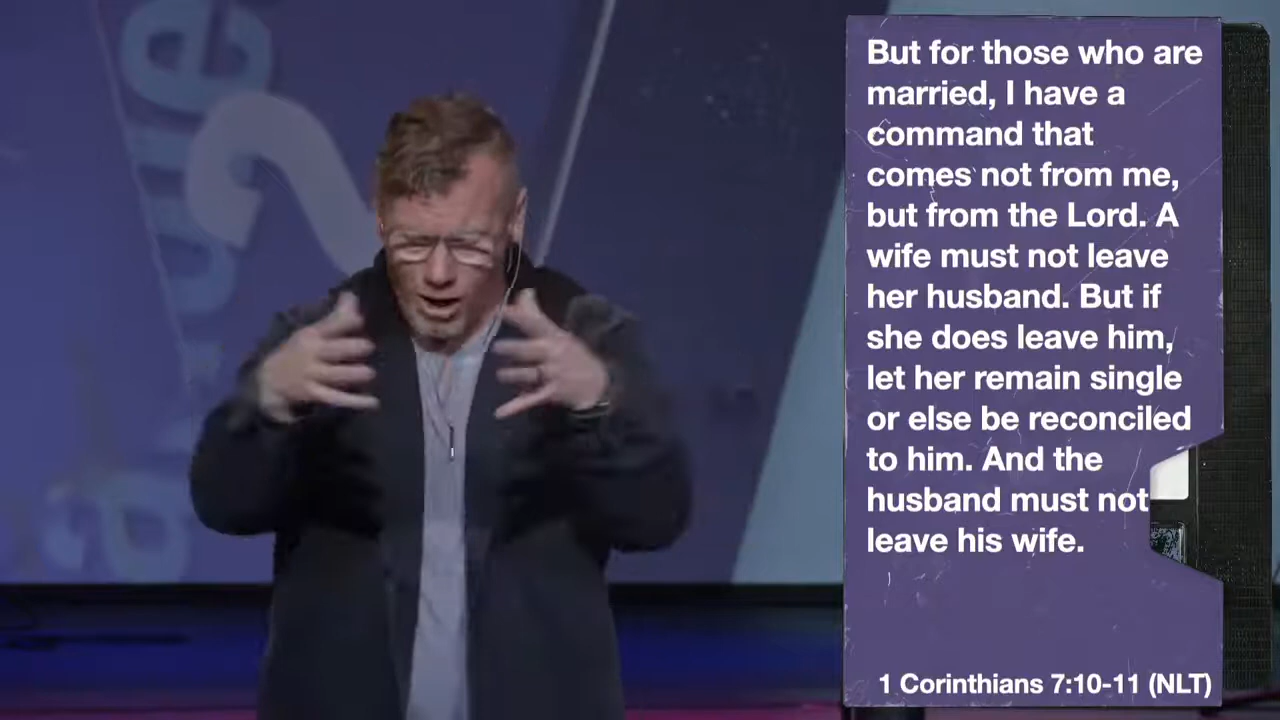 But for those who are
married, I have a
command that
comes not from me,
but from the Lord. A
wife must not leave
her husband. But if
she does leave him,
let her remain single
or else be reconciled
to him. And the
husband must not
leave his wife.
1 Corinthians 7:10-11 (NLT)